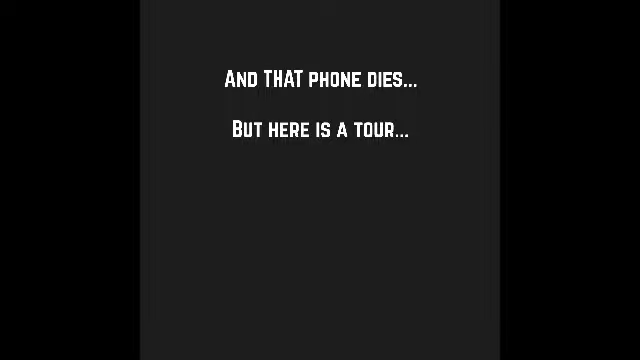 And THAT phone dies...
But here is a tour...